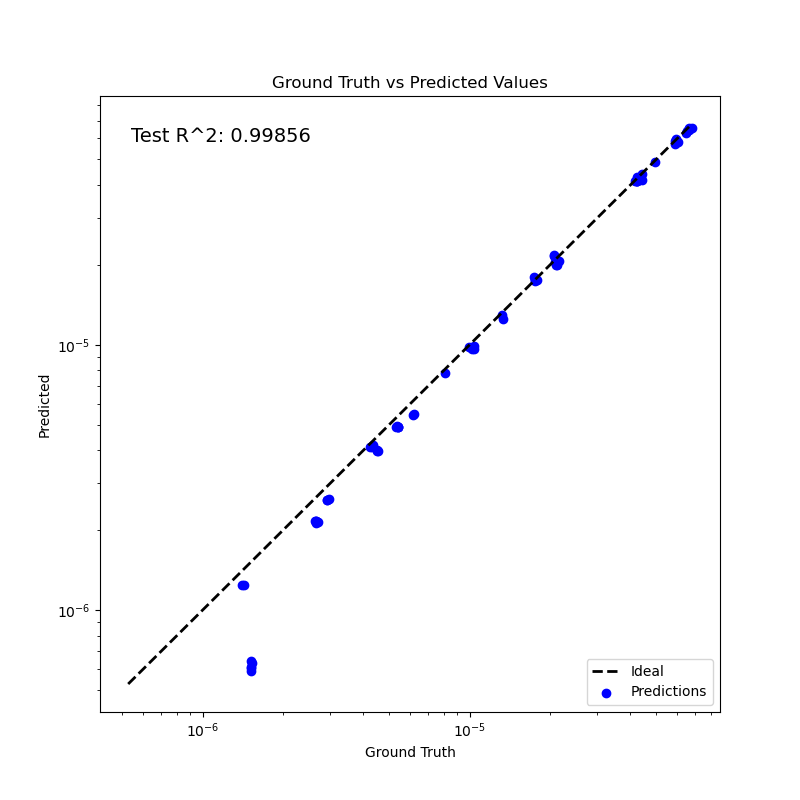 Ground Truth vs Predicted Values
Test R^2: 0.99856
Predicted
10⁻⁵
10⁻⁶
10⁻⁶
10⁻⁵
Ground Truth
Ideal
Predictions